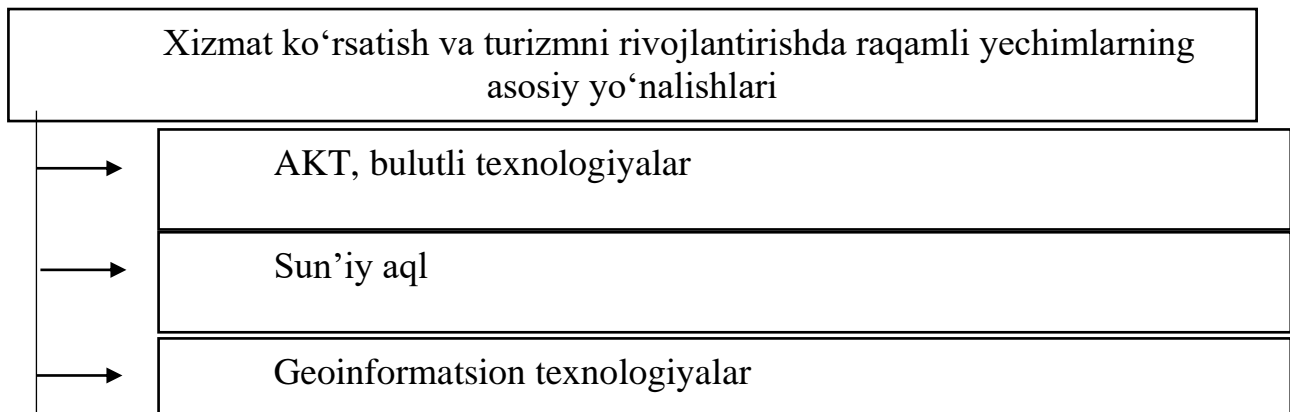 Xizmat ko‘rsatish va turizmni rivojlantirishda raqamli yechimlarning
asosiy yo‘nalishlari
AKT, bulutli texnologiyalar
Sun’iy aql
Geoinformatsion texnologiyalar